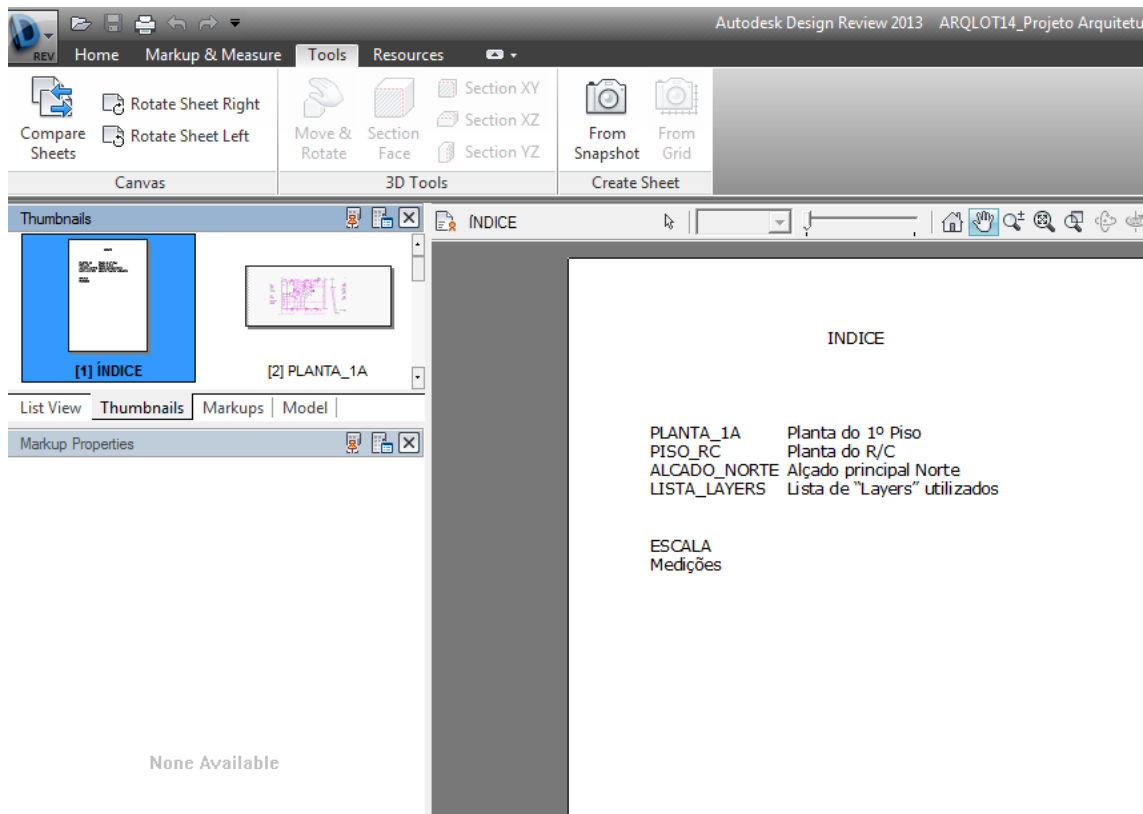 Autodesk Design Review 2013 ARQLOT14_Projeto Arquitetu
REV
Home Markup & Measure Tools Resources
Compare Sheets
Rotate Sheet Right
Rotate Sheet Left
Move & Rotate
Section Face
Section XY
Section XZ
Section YZ
From Snapshot
From Grid
Canvas 3D Tools Create Sheet
Thumbnails
[1] ÍNDICE
[2] PLANTA_1A
List View Thumbnails Markups Model
Markup Properties
None Available
ÍNDICE
INDICE
PLANTA_1A Planta do 1º Piso
PISO_RC Planta do R/C
ALCADO_NORTE Alçado principal Norte
LISTA_LAYERS Lista de “Layers” utilizados
ESCALA
Medições